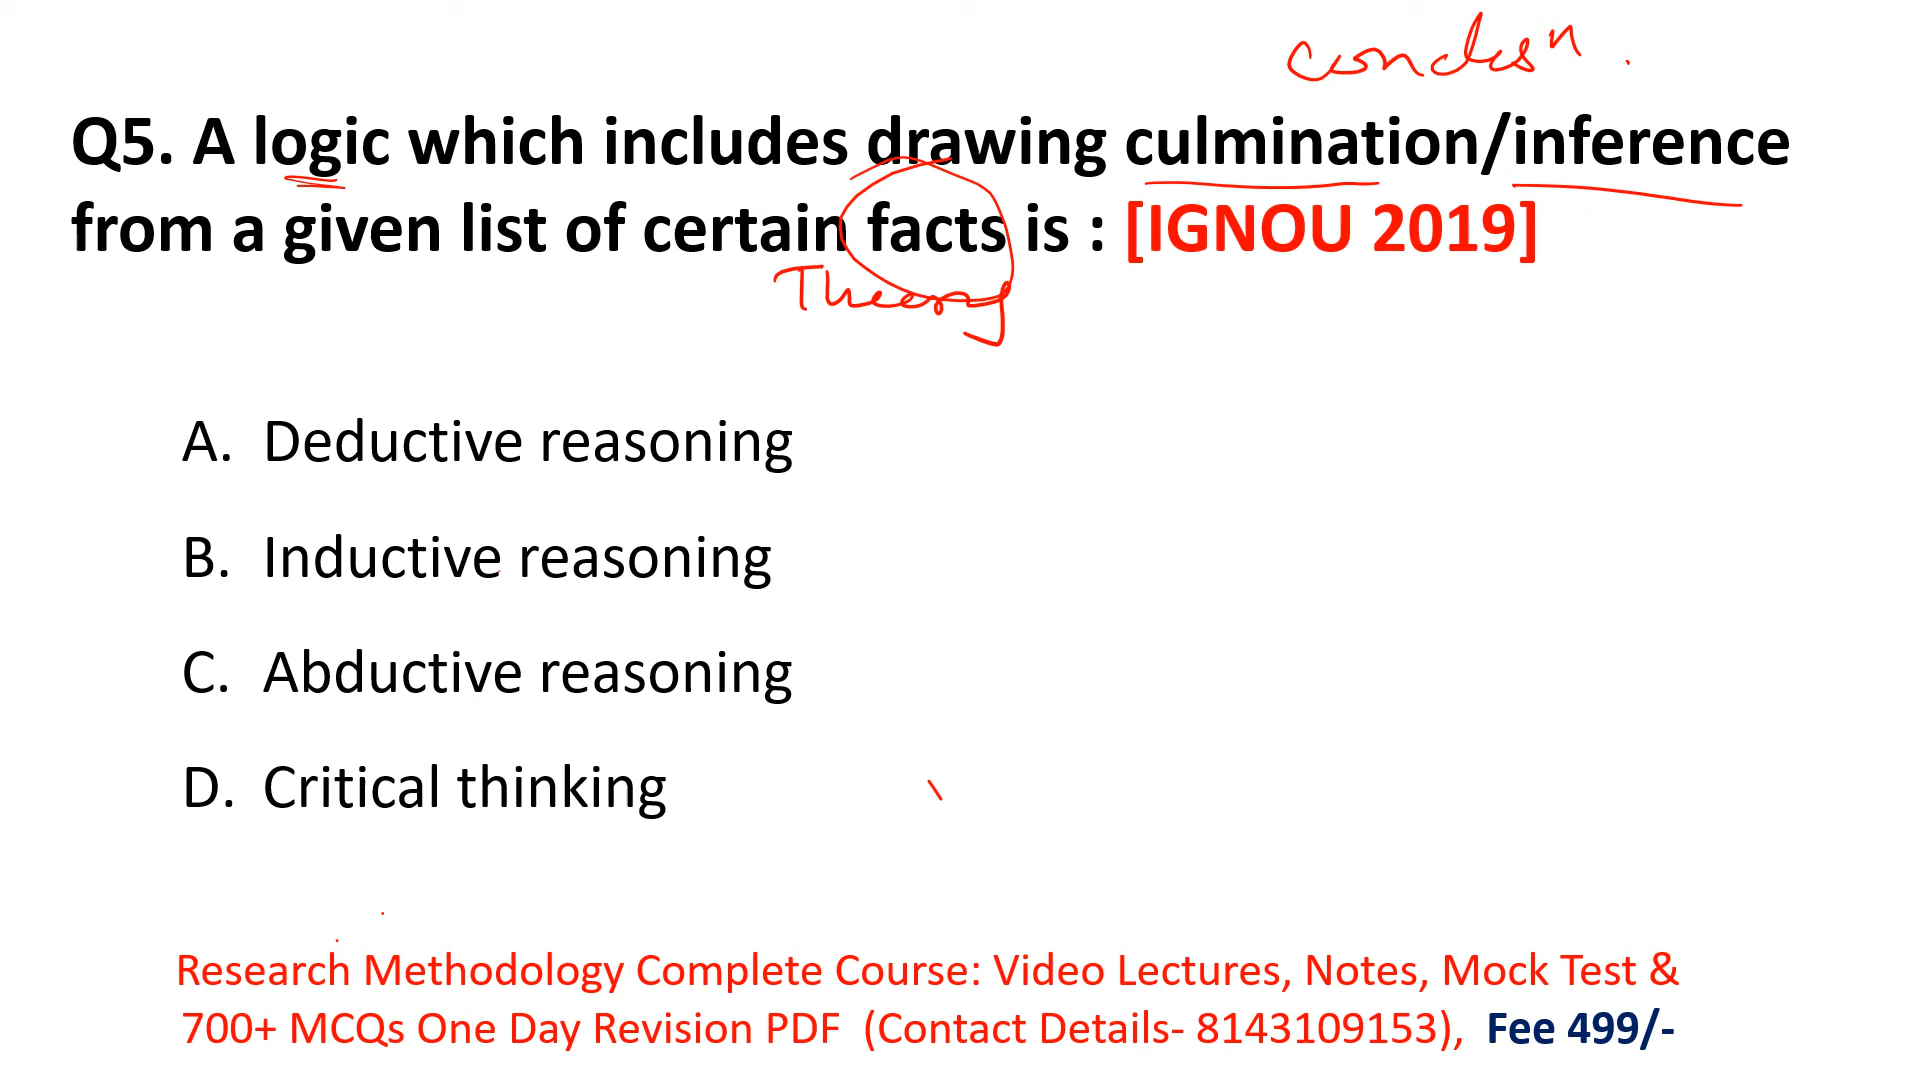 conclusn.
Q5. A logic which includes drawing culmination/inference
from a given list of certain facts is : [IGNOU 2019]
Theory
A. Deductive reasoning
B. Inductive reasoning
C. Abductive reasoning
D. Critical thinking
Research Methodology Complete Course: Video Lectures, Notes, Mock Test &
700+ MCQs One Day Revision PDF (Contact Details- 8143109153), Fee 499/-